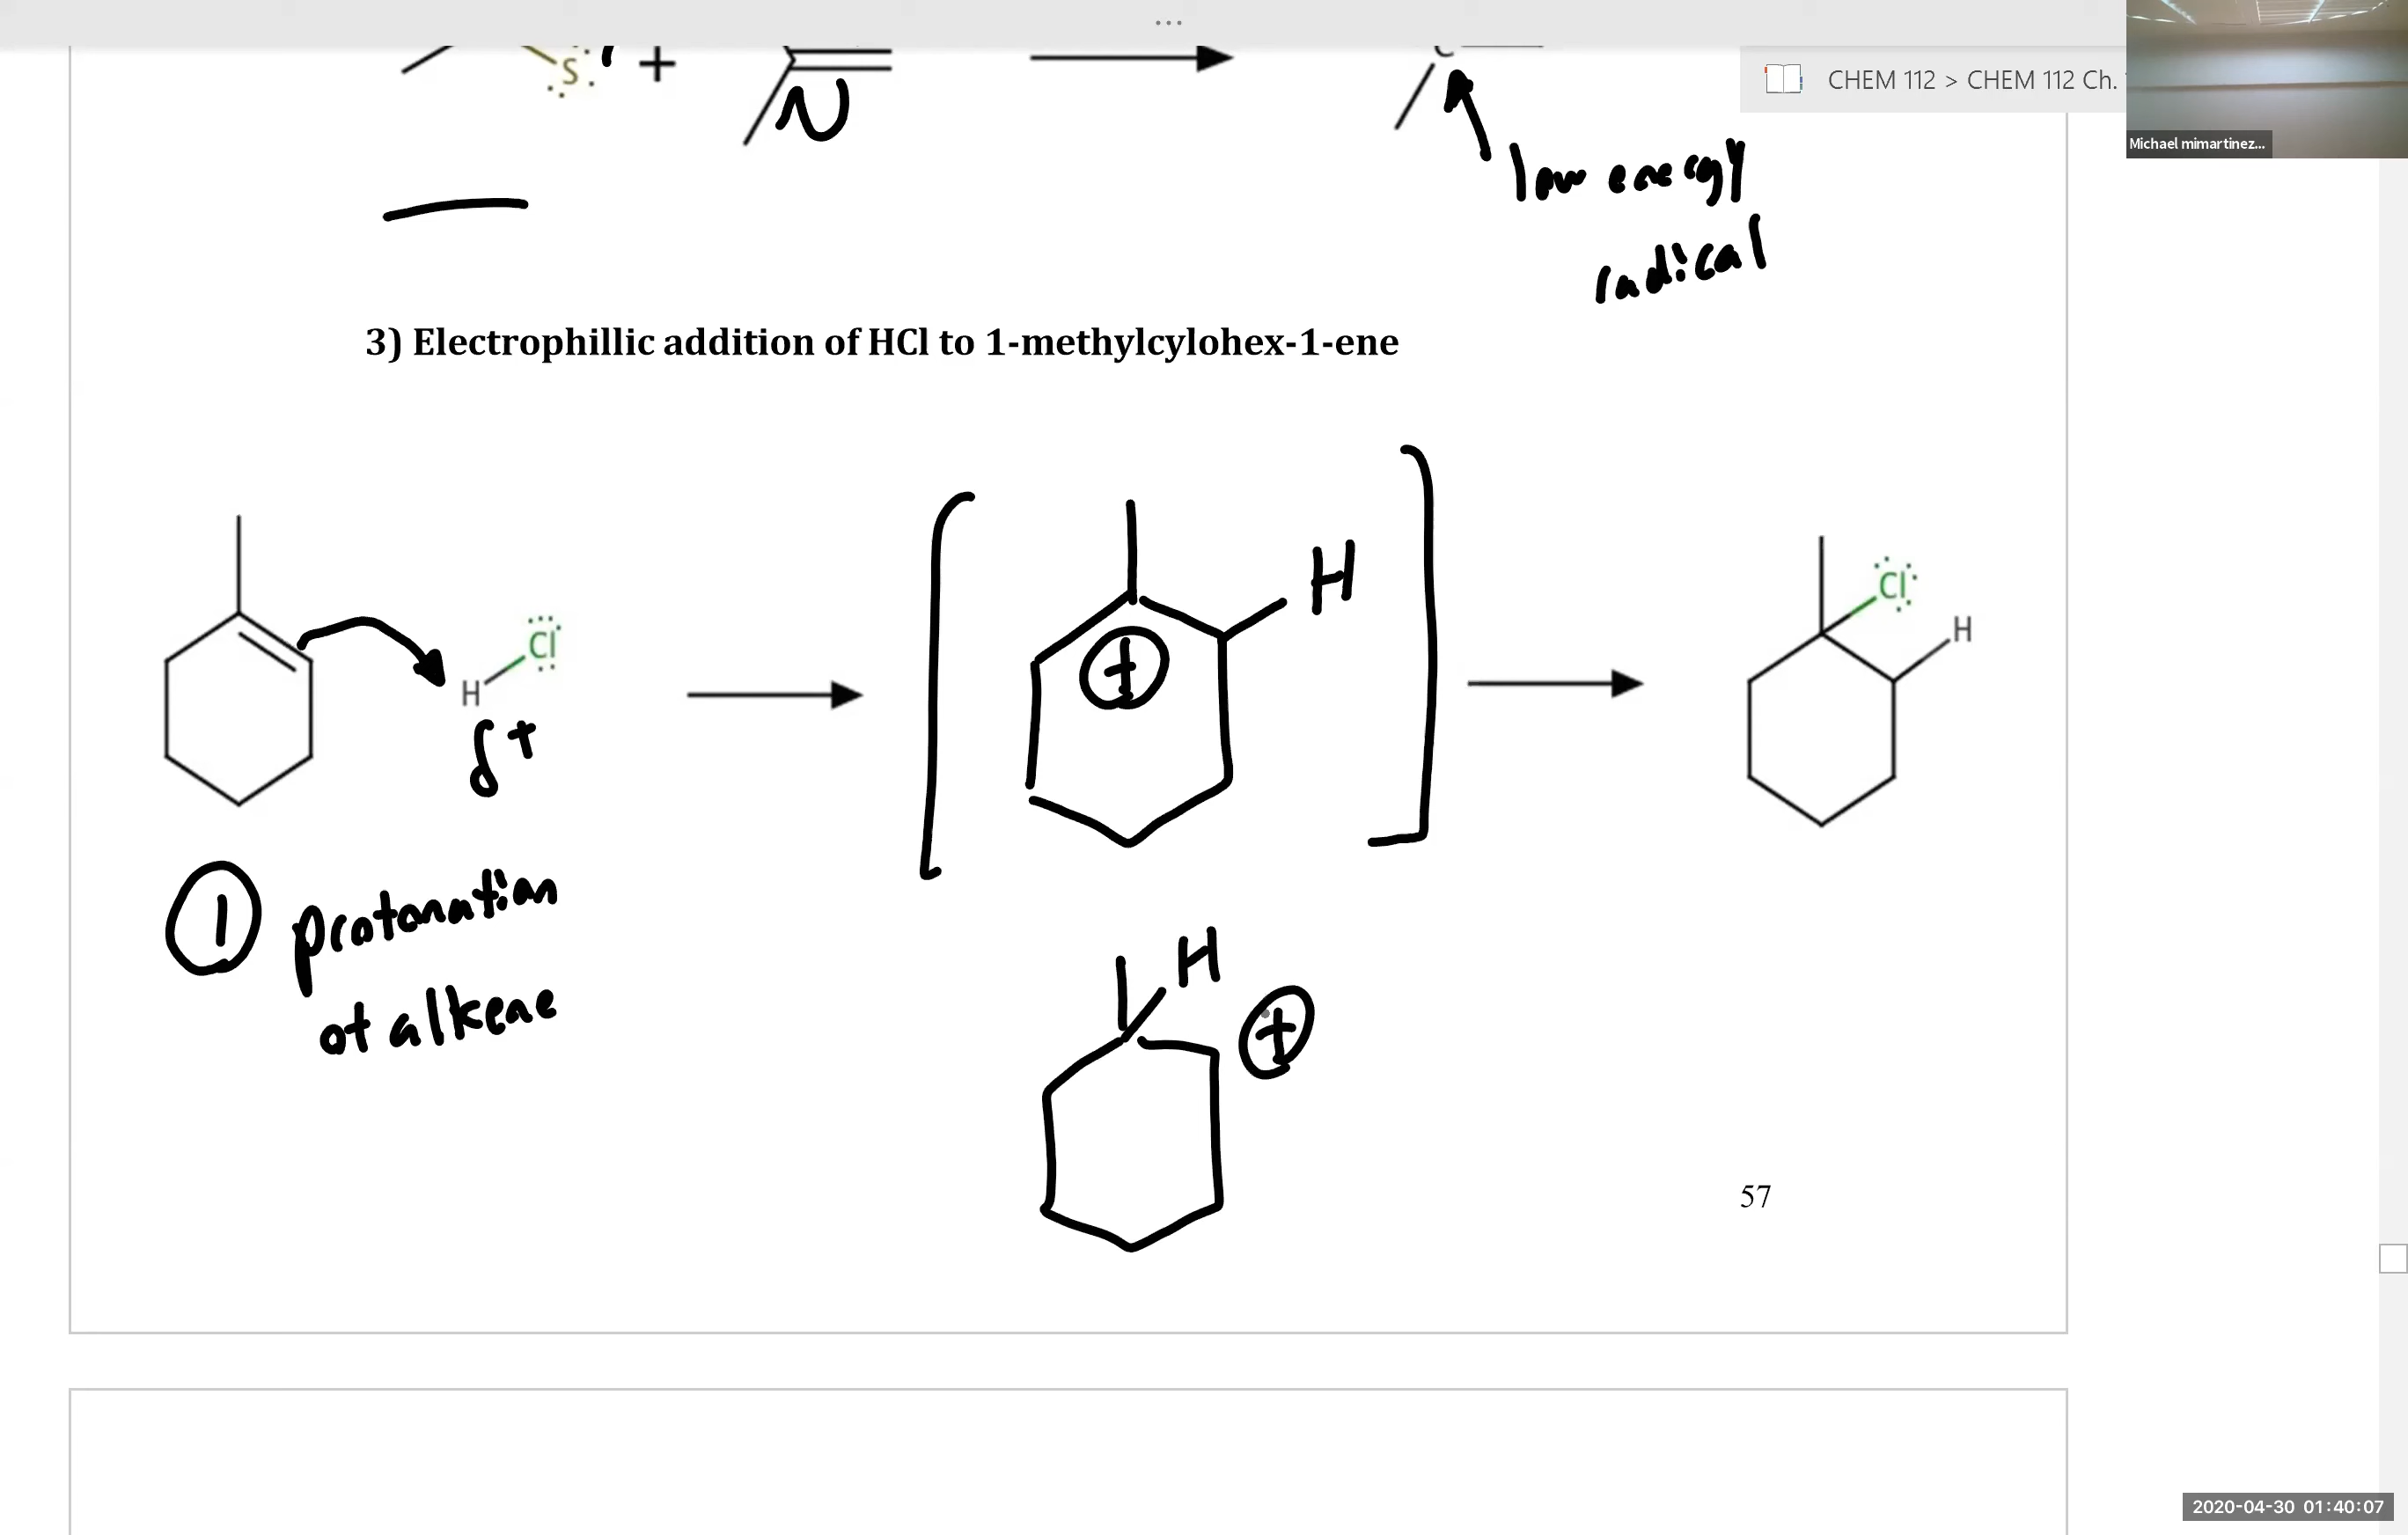 ...
CHEM 112 > CHEM 112 Ch.
Michael mimartinez...
S
+
N
C
low energy
radical
3) Electrophillic addition of HCl to 1-methylcylohex-1-ene
H
Cl
δ+
+
H
Cl
H
1 protonation
of alkene
H
+
57
2020-04-30 01:40:07